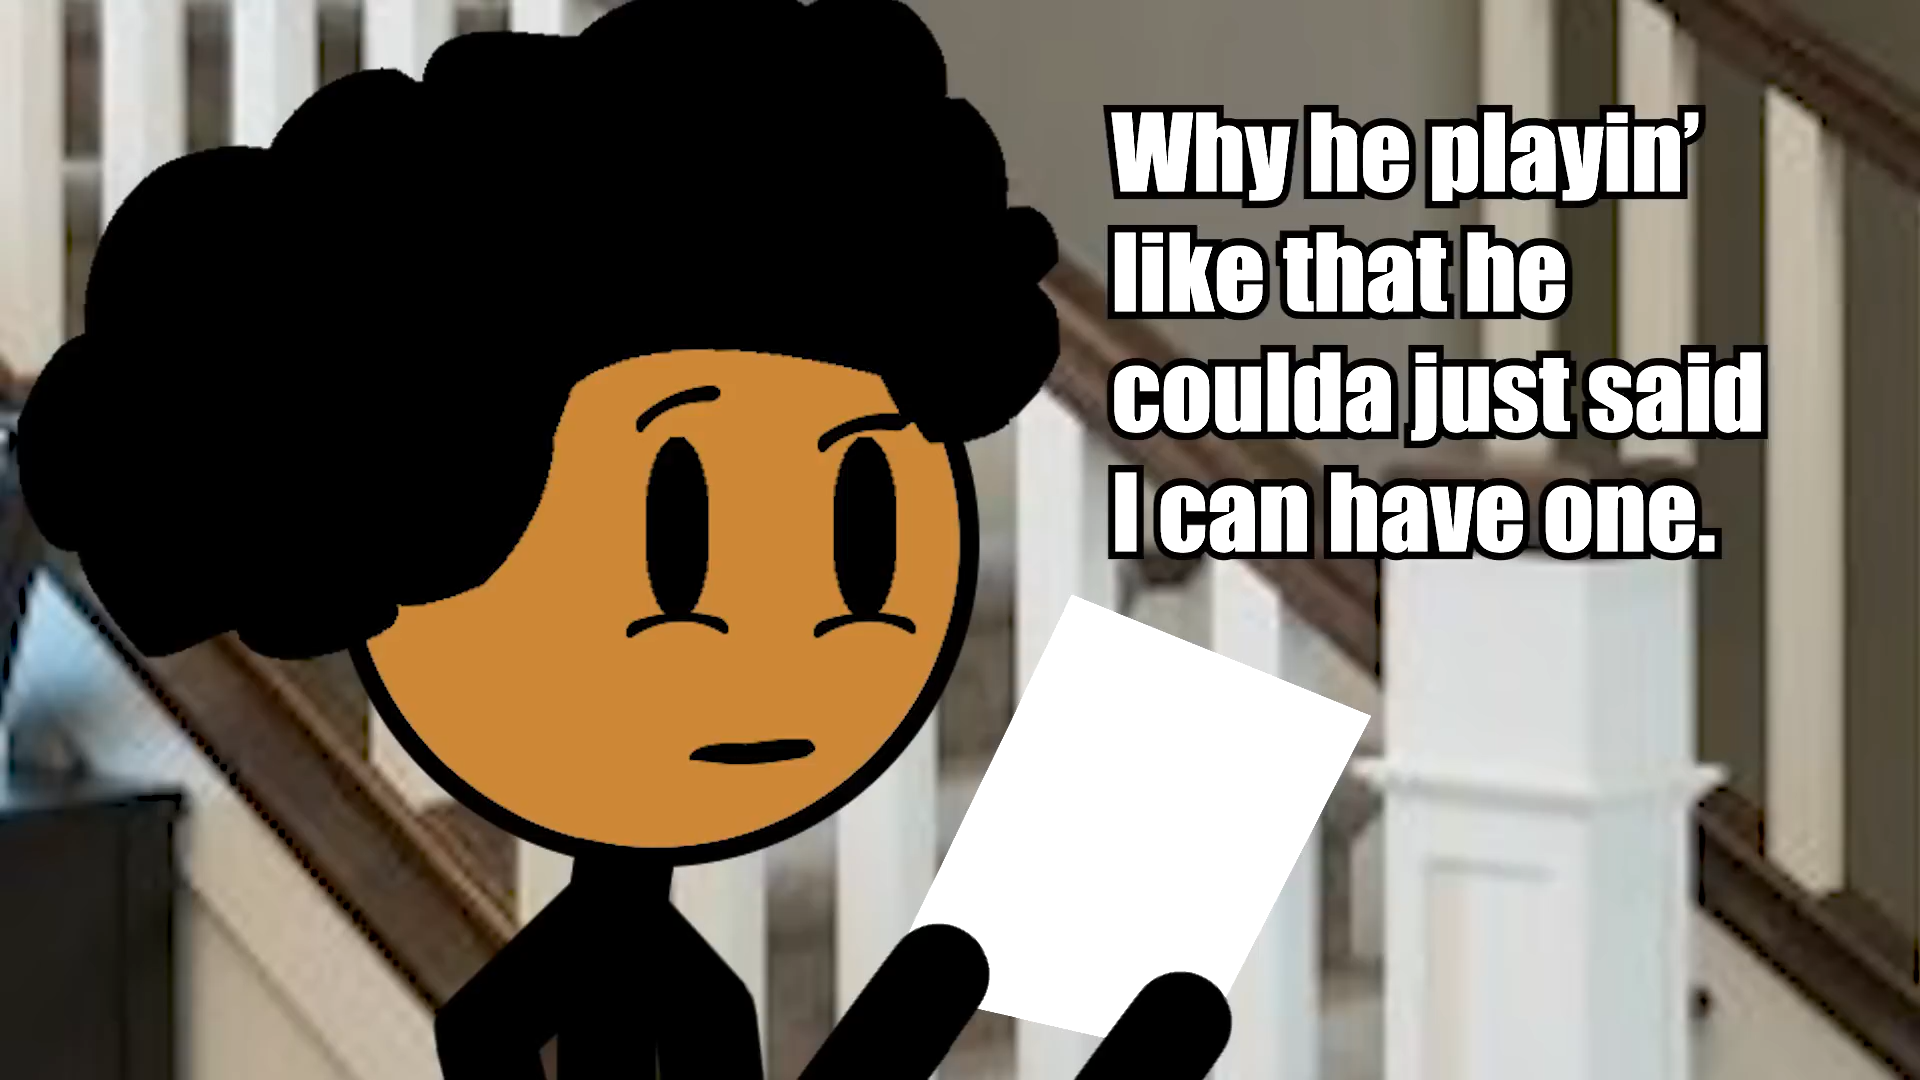 Why he playin’
like that he
coulda just said
I can have one.